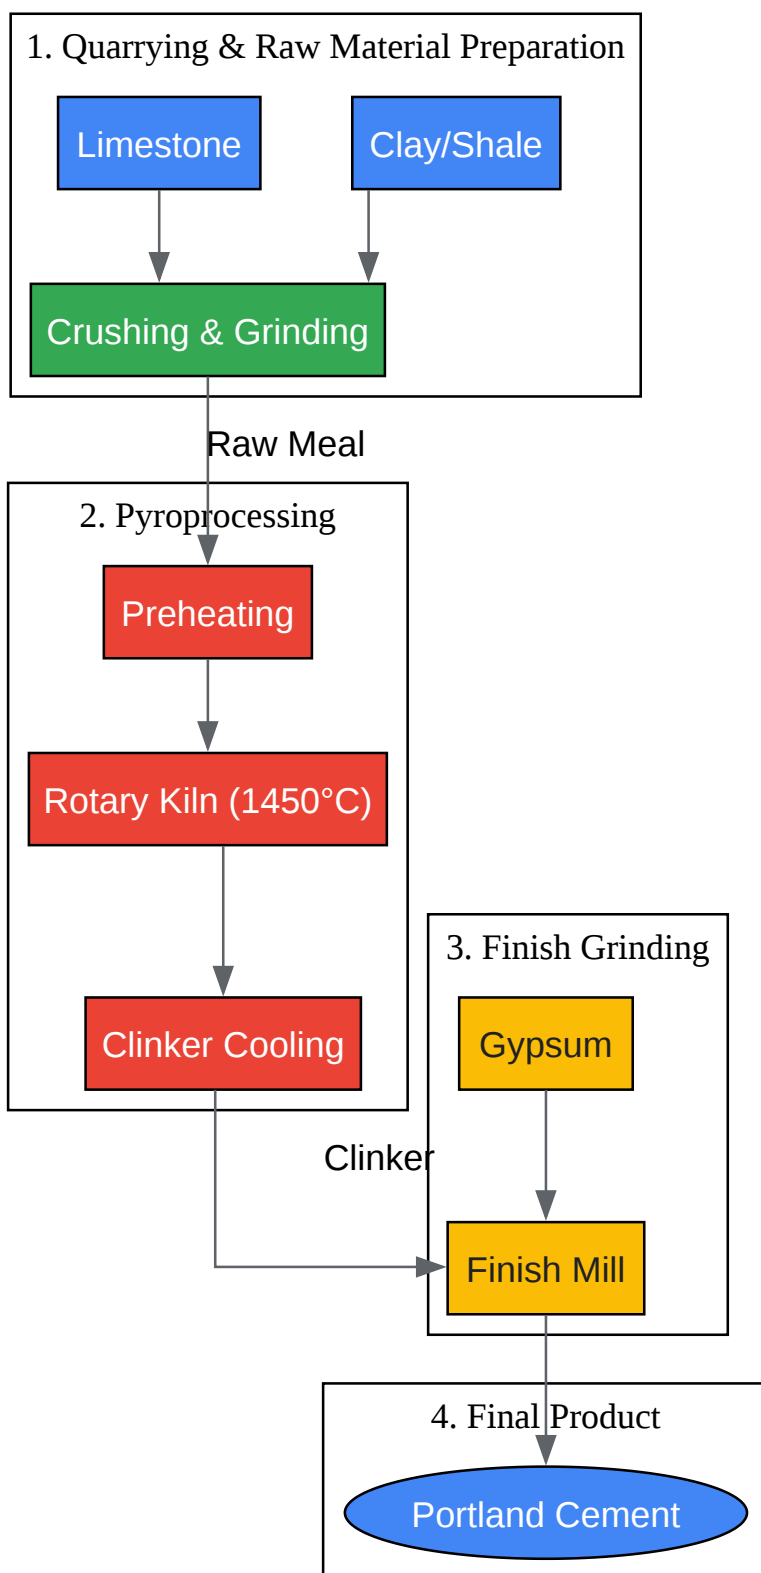 1. Quarrying & Raw Material Preparation
Limestone
Clay/Shale
Crushing & Grinding
Raw Meal
2. Pyroprocessing
Preheating
Rotary Kiln (1450°C)
Clinker Cooling
3. Finish Grinding
Gypsum
Clinker
Finish Mill
4. Final Product
Portland Cement